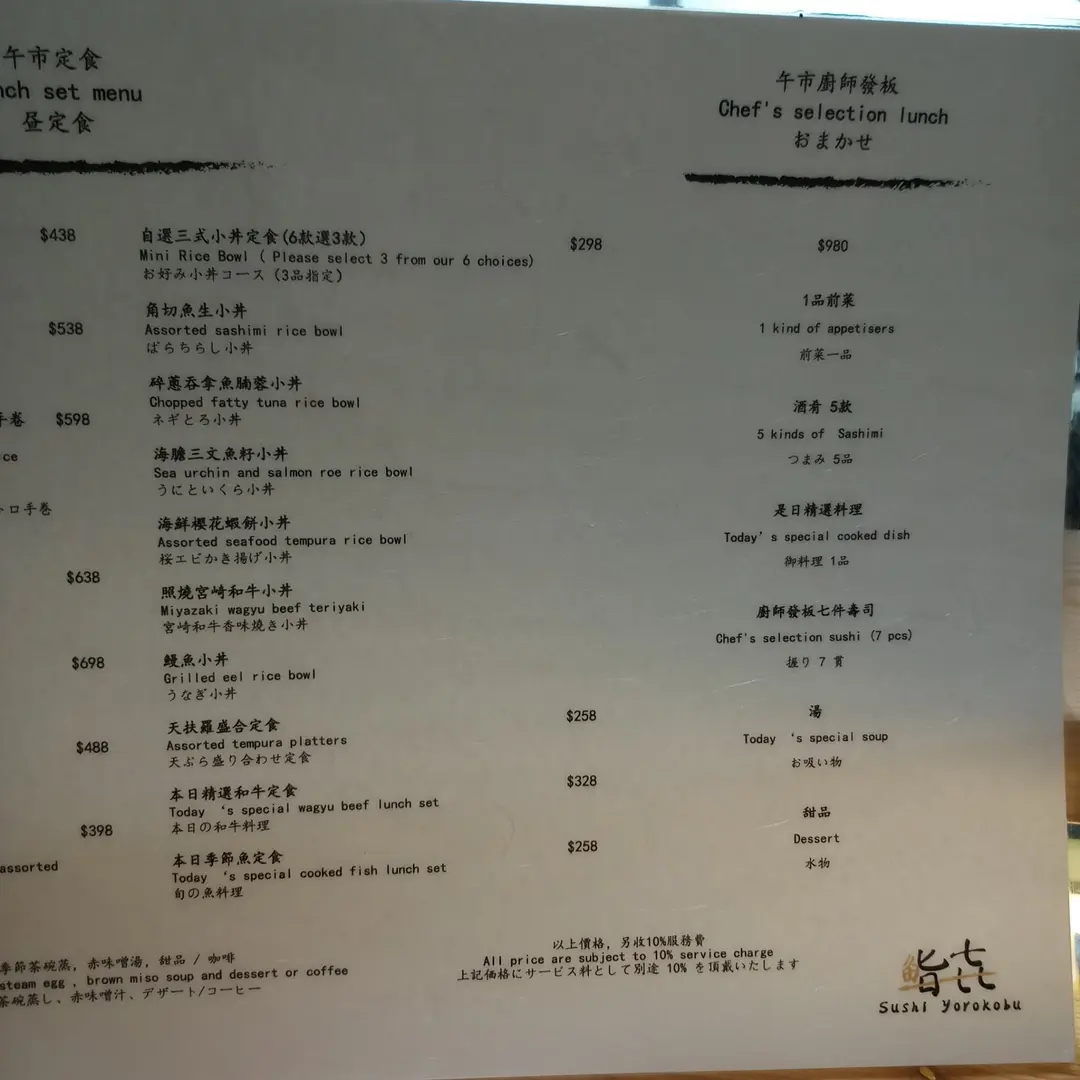 午市定食
nch set menu
昼定食
$438
$538
手卷 $598
ce
トロ手巻
$638
$698
$488
$398
assorted
自選三式小丼定食(6款選3款) $298
Mini Rice Bowl ( Please select 3 from our 6 choices)
お好み小丼コース (3品指定)
角切魚生小丼
Assorted sashimi rice bowl
ばらちらし小丼
碎蔥吞拿魚腩蓉小丼
Chopped fatty tuna rice bowl
ネギとろ小丼
海膽三文魚籽小丼
Sea urchin and salmon roe rice bowl
うにといくら小丼
海鮮櫻花蝦餅小丼
Assorted seafood tempura rice bowl
桜エビかき揚げ小丼
照燒宮崎和牛小丼
Miyazaki wagyu beef teriyaki
宮崎和牛香味焼き小丼
鰻魚小丼
Grilled eel rice bowl
うなぎ小丼
天扶羅盛合定食 $258
Assorted tempura platters
天ぷら盛り合わせ定食
本日精選和牛定食 $328
Today ‘s special wagyu beef lunch set
本日の和牛料理
本日季節魚定食 $258
Today ‘s special cooked fish lunch set
旬の魚料理
季節茶碗蒸, 赤味噌湯, 甜品 / 咖啡
steam egg , brown miso soup and dessert or coffee
茶碗蒸し、赤味噌汁、デザート/コーヒー
以上價格, 另收10%服務費
All price are subject to 10% service charge
上記価格にサービス料として別途 10% を頂戴いたします
午市廚師發板
Chef's selection lunch
おまかせ
$980
1品前菜
1 kind of appetisers
前菜一品
酒肴 5款
5 kinds of Sashimi
つまみ 5品
是日精選料理
Today’s special cooked dish
御料理 1品
廚師發板七件壽司
Chef's selection sushi (7 pcs)
握り 7 貫
湯
Today ‘s special soup
お吸い物
甜品
Dessert
水物
鮨 㐂
Sushi Yorokobu